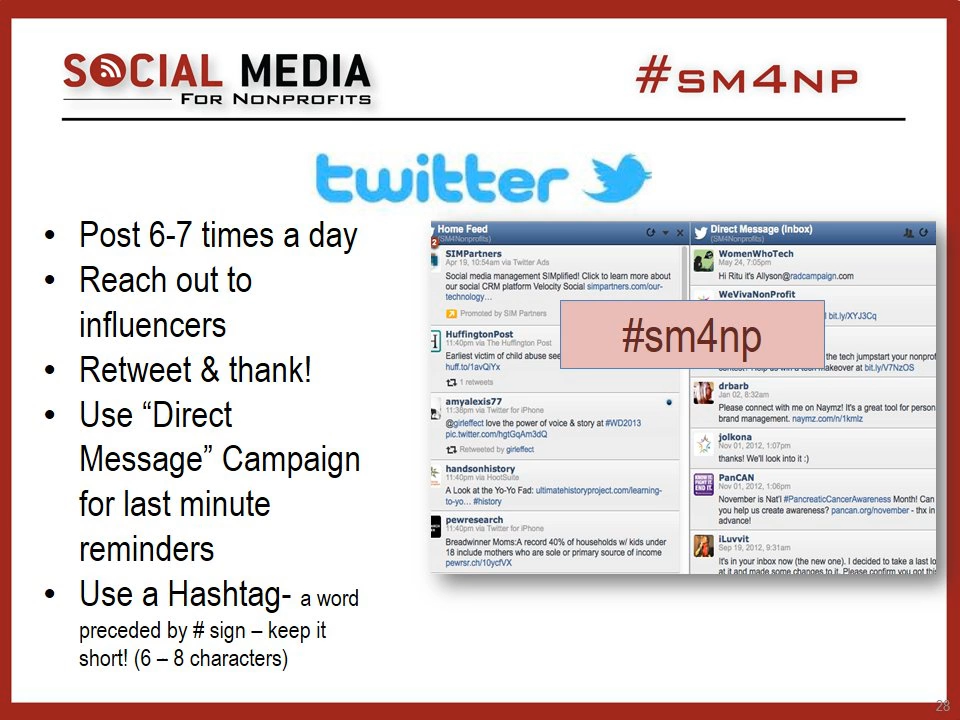 SOCIAL MEDIA
FOR NONPROFITS
#SM4NP
twitter
• Post 6-7 times a day
• Reach out to
influencers
• Retweet & thank!
• Use “Direct
Message” Campaign
for last minute
reminders
• Use a Hashtag- a word
preceded by # sign – keep it
short! (6 – 8 characters)
Home Feed
(SM4Nonprofits)
2
SIMPartners
Apr 19, 10:54am via Twitter Ads
Social media management SIMplified! Click to learn more about
our social CRM platform Velocity Social simpartners.com/our-
technology…
Promoted by SIM Partners
HuffingtonPost
11:40pm via The Huffington Post
Earliest victim of child abuse
huff.to/1avQiYx
1 retweets
amyalexis77
11:38pm via Twitter for iPhone
@girleffect love the power of voice & story at #WD2013
pic.twitter.com/hgtGqAm3dQ
Retweeted by girleffect
handsonhistory
11:40pm via HootSuite
A Look at the Yo-Yo Fad: ultimatehistoryproject.com/learning-
to-yo… #history
pewresearch
11:40pm via Twitter for iPhone
Breadwinner Moms:A record 40% of households w/ kids under
18 include mothers who are sole or primary source of income
pewrsr.ch/10ycfVX
Direct Message (Inbox)
(SM4Nonprofits)
WomenWhoTech
May 24, 7:05pm
Hi Ritu it's Allyson@radcampaign.com
WeVivaNonProfit
bit.ly/XYJ3Cq
#sm4np
the tech jumpstart your nonprof
makeover at bit.ly/V7NzOS
drbarb
Jan 02, 8:32am
Please connect with me on Naymz! It's a great tool for person
brand management. naymz.com/n/1kmlz
jolkona
Nov 01, 2012, 1:07pm
thanks! We'll look into it :)
PanCAN
Nov 01, 2012, 1:06pm
November is Nat'l #PancreaticCancerAwareness Month! Can
you help us create awareness? pancan.org/november - thx in
advance!
iLuvvit
Sep 19, 2012, 9:31am
It's in your inbox now (the new one). I decided to take a last lo
at it and made some changes to it. Please confirm you got this
28